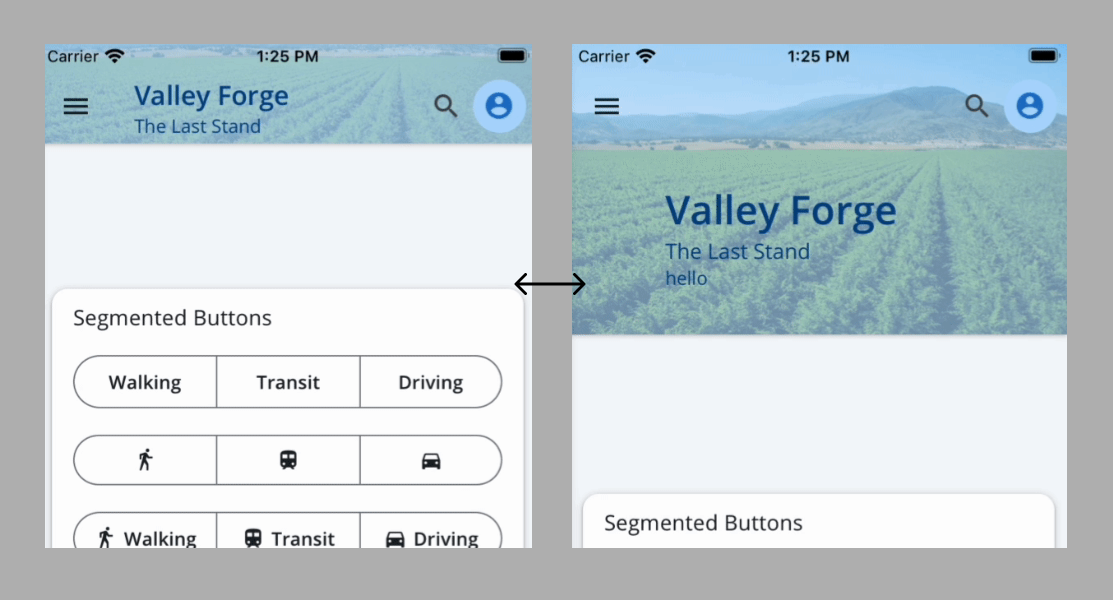 Carrier 1:25 PM
Valley Forge
The Last Stand
Segmented Buttons
Walking Transit Driving
Walking Transit Driving
Carrier 1:25 PM
Valley Forge
The Last Stand
hello
Segmented Buttons